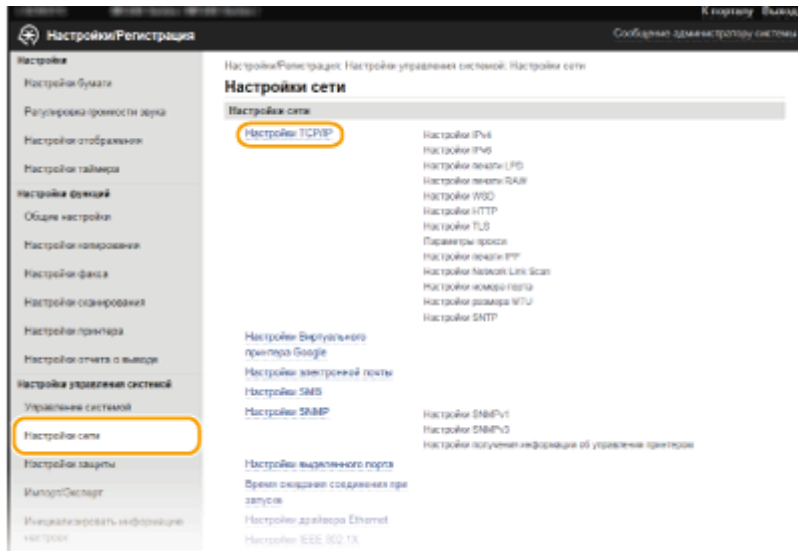 К порталу Выход
Настройки/Регистрация
Сообщение администратору системы
Настройки
Настройки бумаги
Регулировка громкости звука
Настройки отображения
Настройки таймера
Настройки функций
Общие настройки
Настройки копирования
Настройки факса
Настройки сканирования
Настройки принтера
Настройки отчета о выводе
Настройки управления системой
Управление системой
Настройки сети
Настройки защиты
Импорт/Экспорт
Инициализировать информацию
настроек
Настройки/Регистрация: Настройки управления системой: Настройки сети
Настройки сети
Настройки сети
Настройки TCP/IP
Настройки IPv4
Настройки IPv6
Настройки печати LPD
Настройки печати RAW
Настройки WSD
Настройки HTTP
Настройки TLS
Параметры прокси
Настройки печати IPP
Настройки Network Link Scan
Настройки номера порта
Настройки размера MTU
Настройки SNTP
Настройки Виртуального
принтера Google
Настройки электронной почты
Настройки SMB
Настройки SNMP
Настройки SNMPv1
Настройки SNMPv3
Настройки получения информации об управлении принтером
Настройки выделенного порта
Время ожидания соединения при
запуске
Настройки драйвера Ethernet
Настройки IEEE 802.1X